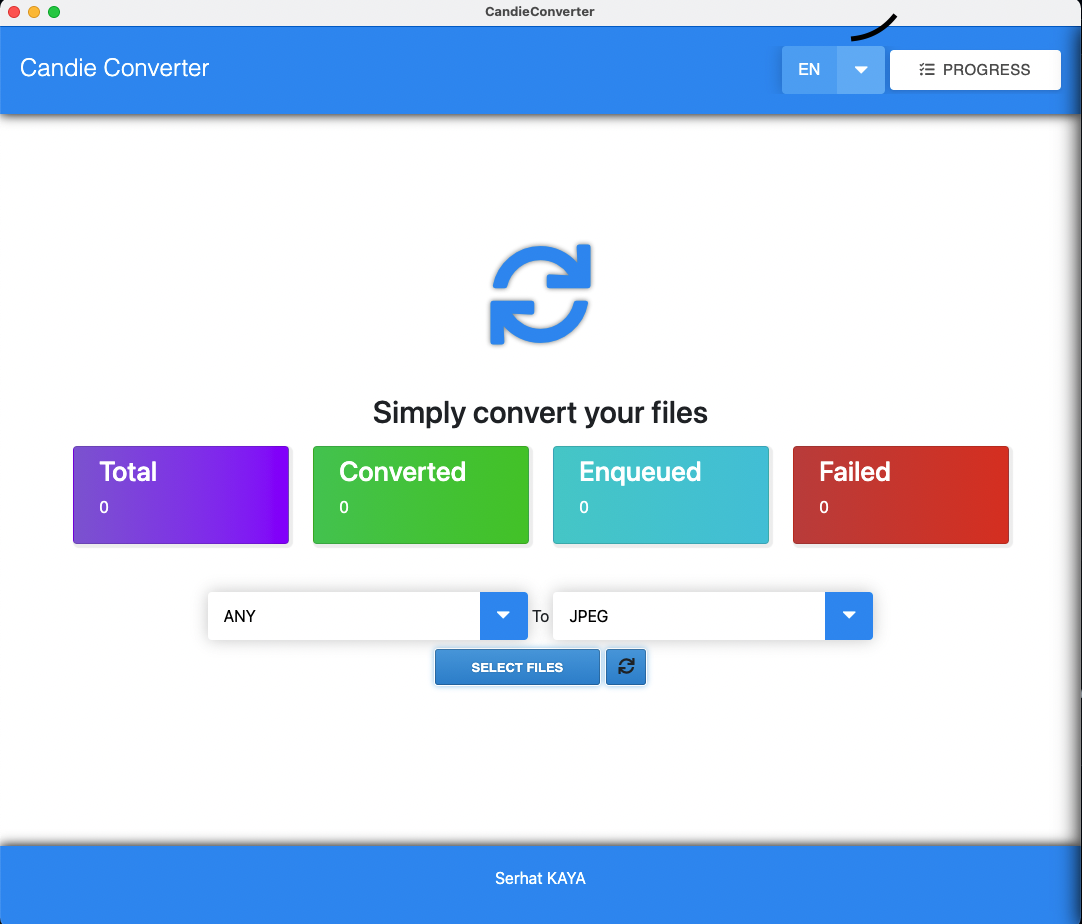 CandieConverter
Candie Converter
EN
PROGRESS
Simply convert your files
Total
0
Converted
0
Enqueued
0
Failed
0
ANY
To
JPEG
SELECT FILES
Serhat KAYA